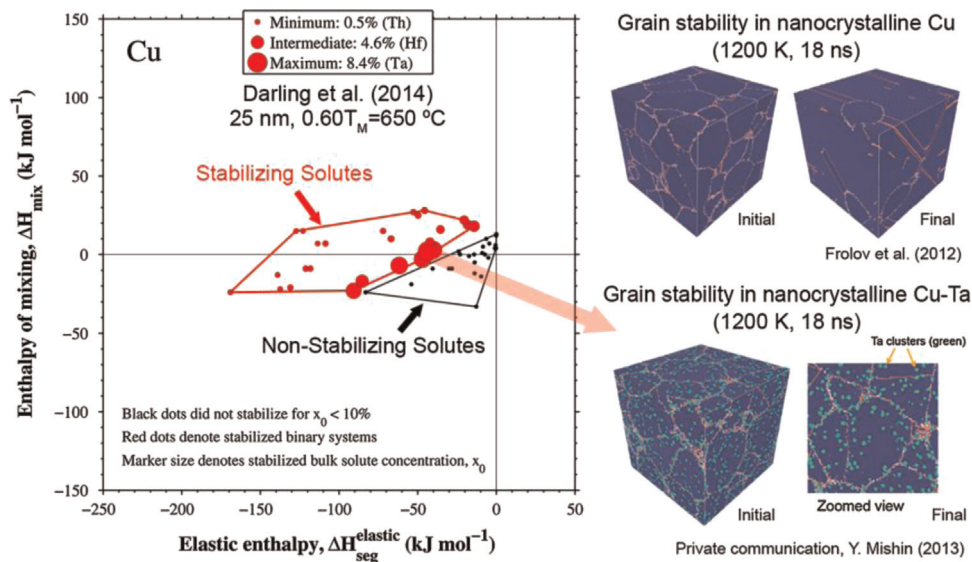 Cu
Minimum: 0.5% (Th)
Intermediate: 4.6% (Hf)
Maximum: 8.4% (Ta)
Darling et al. (2014)
25 nm, 0.60T_M=650 ºC
Stabilizing Solutes
Non-Stabilizing Solutes
Black dots did not stabilize for x₀ < 10%
Red dots denote stabilized binary systems
Marker size denotes stabilized bulk solute concentration, x₀
Enthalpy of mixing, ΔH_mix (kJ mol⁻¹)
150
100
50
0
−50
−100
−150
−250
−200
−150
−100
−50
0
50
Elastic enthalpy, ΔH_seg^elastic (kJ mol⁻¹)
Grain stability in nanocrystalline Cu
(1200 K, 18 ns)
Initial
Final
Frolov et al. (2012)
Grain stability in nanocrystalline Cu-Ta
(1200 K, 18 ns)
Ta clusters (green)
Zoomed view
Initial
Final
Private communication, Y. Mishin (2013)